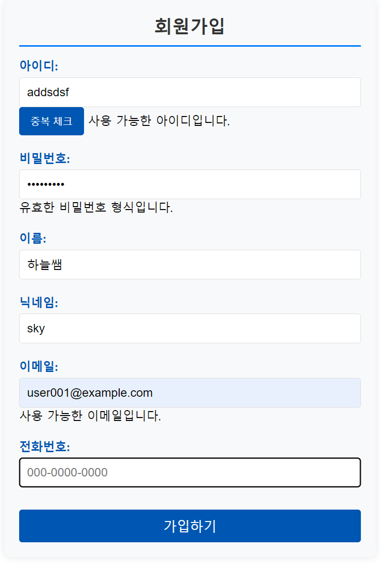 회원가입
아이디:
addsdsf
중복 체크 사용 가능한 아이디입니다.
비밀번호:
•••••••••
유효한 비밀번호 형식입니다.
이름:
하늘쌤
닉네임:
sky
이메일:
user001@example.com
사용 가능한 이메일입니다.
전화번호:
000-0000-0000
가입하기